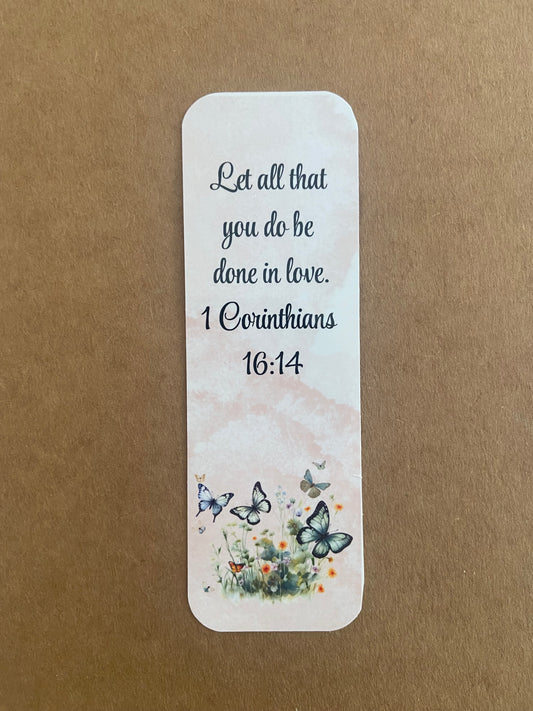 Let all that
you do be
done in love.
1 Corinthians
16:14